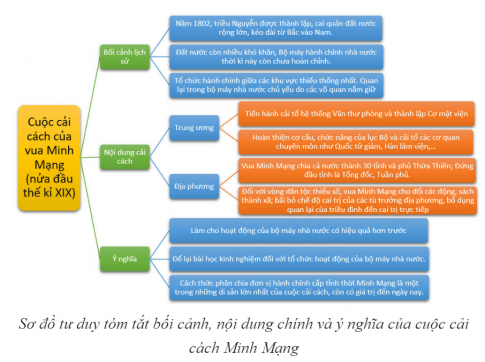 Cuộc cải
cách của
vua Minh
Mạng
(nửa đầu
thế kỉ XIX)
Bối cảnh lịch
sử
Năm 1802, triều Nguyễn được thành lập, cai quản đất nước
rộng lớn, kéo dài từ Bắc vào Nam.
Đất nước còn nhiều khó khăn, Bộ máy hành chính nhà nước
thời kì này còn chưa hoàn chỉnh.
Tổ chức hành chính giữa các khu vực thiếu thống nhất. Quan lại
trong bộ máy nhà nước chủ yếu do các võ quan nắm giữ
Nội dung cải
cách
Trung ương
Tiến hành cải tổ hệ thống Văn thư phòng và thành lập Cơ mật viện
Hoàn thiện cơ cấu, chức năng của lục Bộ và cải tổ các cơ quan
chuyên môn như Quốc tử giám, Hàn lâm viện,...
Địa phương
Vua Minh Mạng chia cả nước thành 30 tỉnh và phủ Thừa Thiên; Đứng
đầu tỉnh là Tổng đốc, Tuần phủ.
Đối với vùng dân tộc thiểu số, vua Minh Mạng cho đổi các động, sách
thành xã; bãi bỏ chế độ cai trị của các tù trưởng địa phương, bổ dụng
quan lại của triều đình đến cai trị trực tiếp
Ý nghĩa
Làm cho hoạt động của bộ máy nhà nước có hiệu quả hơn trước
Để lại bài học kinh nghiệm đối với tổ chức hoạt động của bộ máy nhà nước.
Cách thức phân chia đơn vị hành chính cấp tỉnh thời Minh Mạng là một
trong những di sản lớn nhất của cuộc cải cách, còn có giá trị đến ngày nay.
Sơ đồ tư duy tóm tắt bối cảnh, nội dung chính và ý nghĩa của cuộc cải
cách Minh Mạng